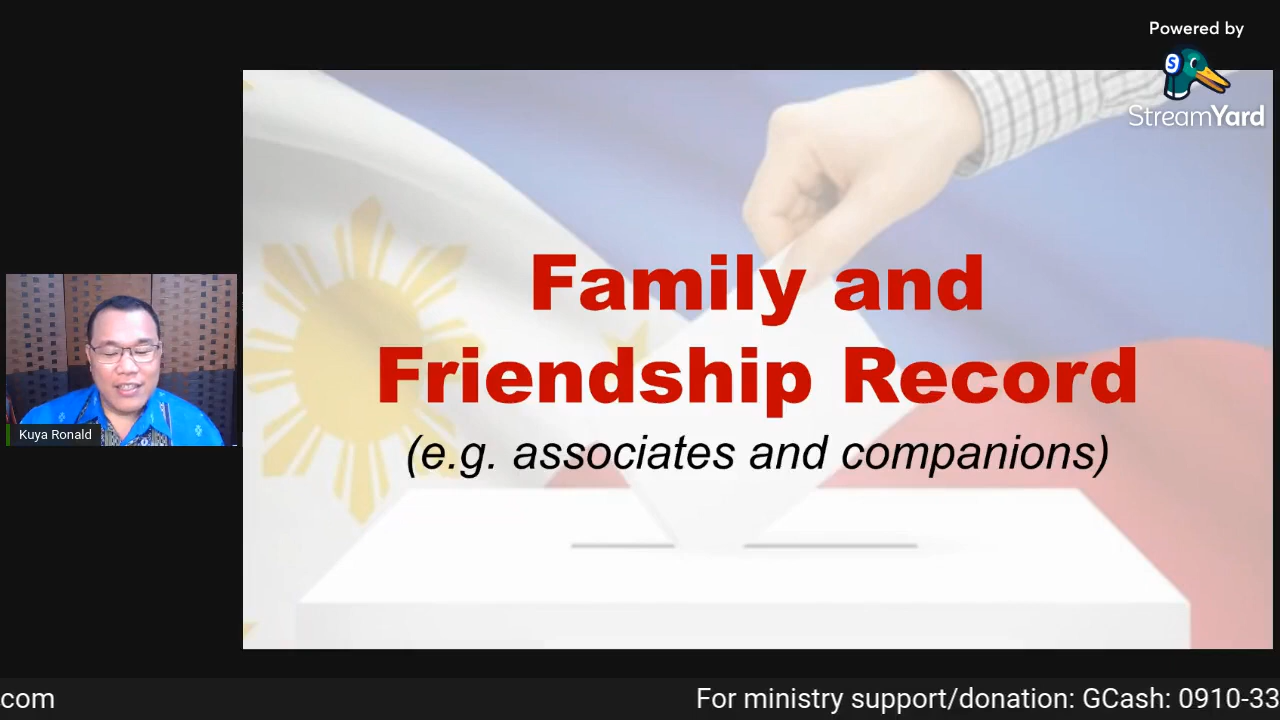 Powered by
S
StreamYard
Family and
Friendship Record
(e.g. associates and companions)
Kuya Ronald
com
For ministry support/donation: GCash: 0910-33